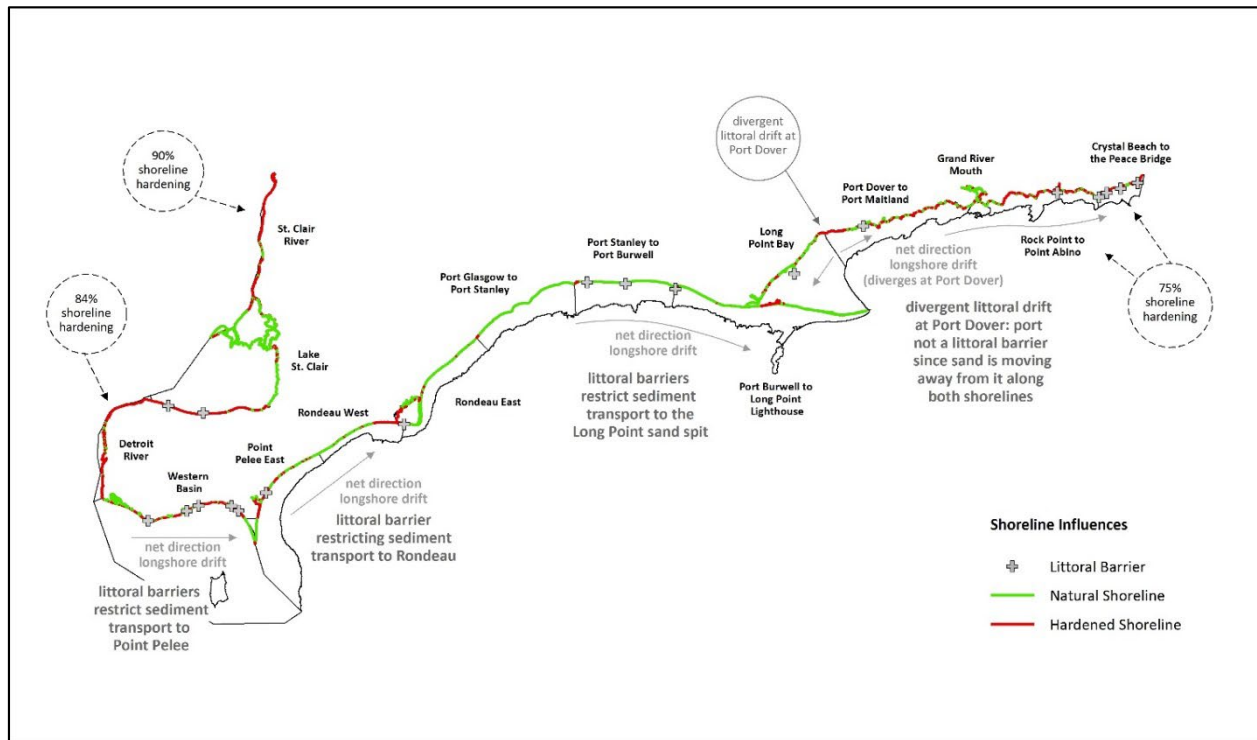 90%
shoreline
hardening
St. Clair
River
84%
shoreline
hardening
Lake
St. Clair
Detroit
River
Western
Basin
net direction
longshore drift
littoral barriers
restrict sediment
transport to
Point Pelee
Point
Pelee East
Rondeau West
net direction
longshore drift
littoral barrier
restricting sediment
transport to Rondeau
Rondeau East
Port Glasgow to
Port Stanley
Port Stanley to
Port Burwell
net direction
longshore drift
littoral barriers
restrict sediment
transport to the
Long Point sand spit
Port Burwell to
Long Point
Lighthouse
Long
Point Bay
divergent
littoral drift at
Port Dover
Port Dover to
Port Maitland
Grand River
Mouth
Crystal Beach to
the Peace Bridge
net direction
longshore drift
(diverges at Port Dover)
Rock Point to
Point Abino
75%
shoreline
hardening
divergent littoral drift
at Port Dover: port
not a littoral barrier
since sand is moving
away from it along
both shorelines
Shoreline Influences
Littoral Barrier
Natural Shoreline
Hardened Shoreline